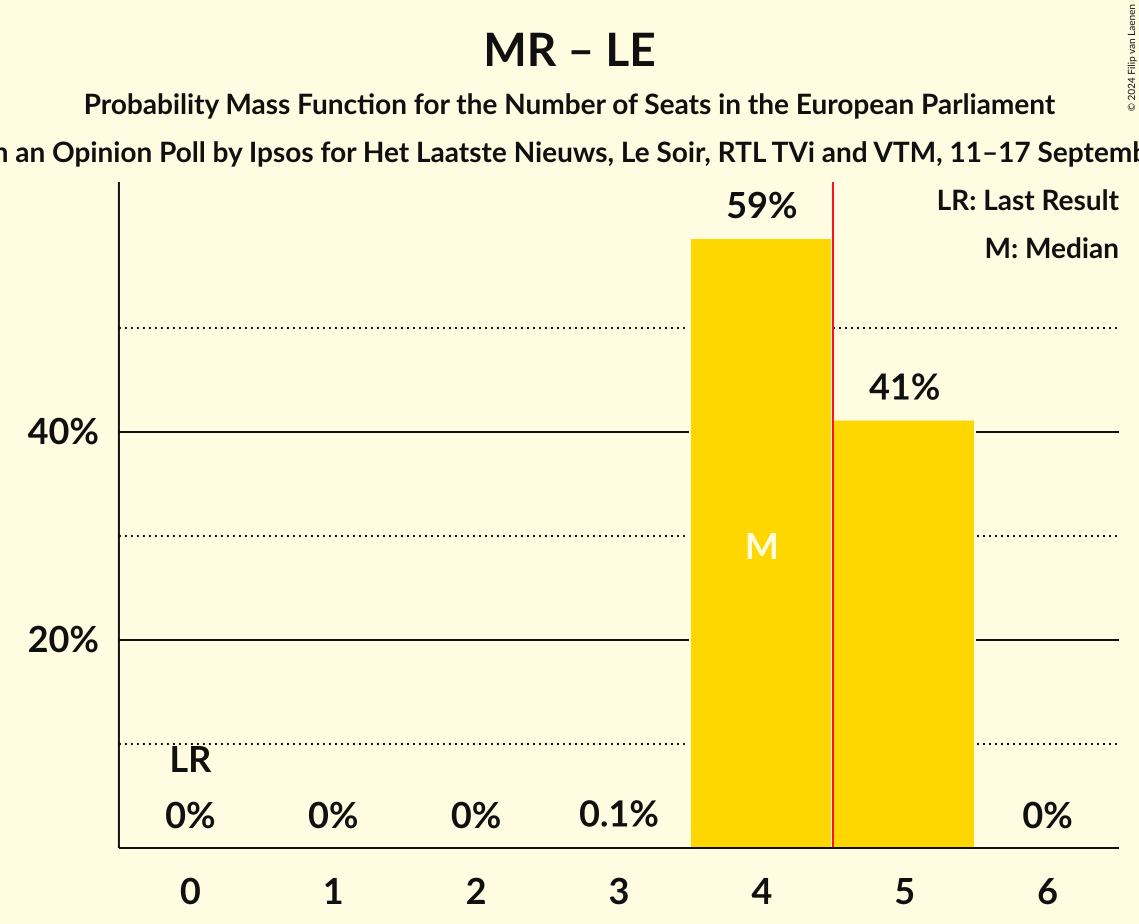 MR – LE
Probability Mass Function for the Number of Seats in the European Parliament
an Opinion Poll by Ipsos for Het Laatste Nieuws, Le Soir, RTL TVi and VTM, 11–17
© 2024 Filip van Laenen
LR: Last Result
M: Median
59%
41%
40%
M
20%
LR
0% 0% 0% 0.1% 0%
0 1 2 3 4 5 6